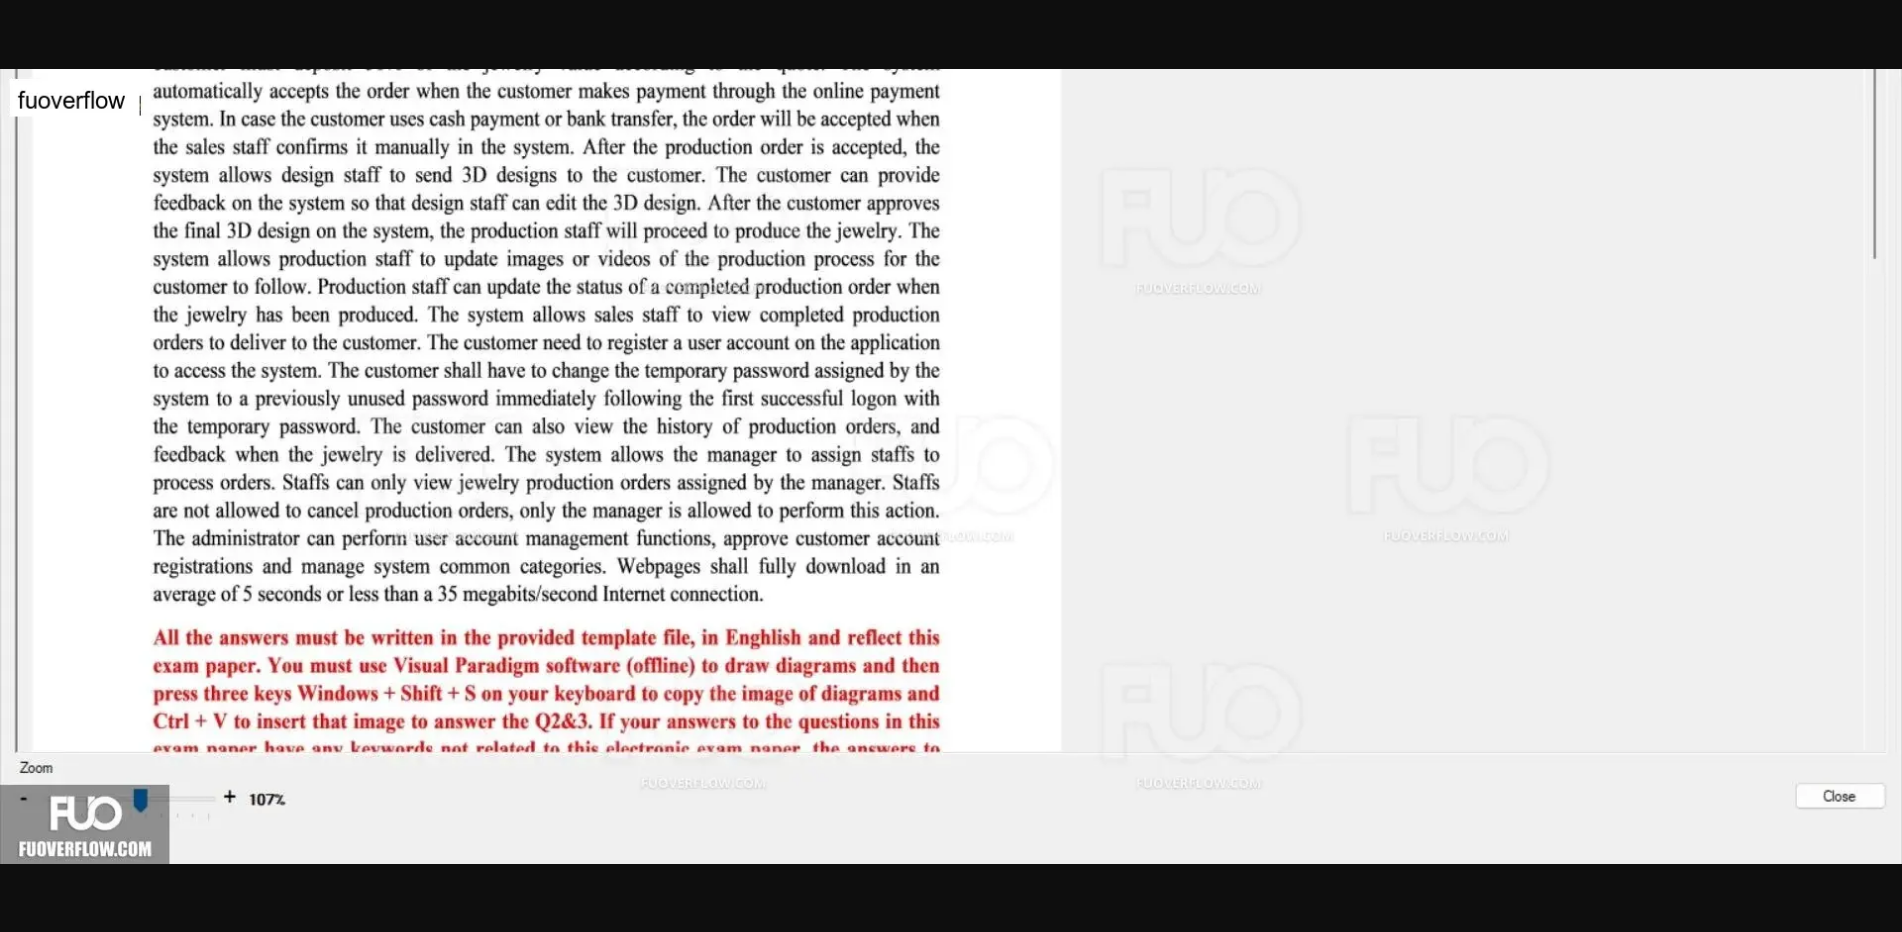 fuoverflow
automatically accepts the order when the customer makes payment through the online payment
system. In case the customer uses cash payment or bank transfer, the order will be accepted when
the sales staff confirms it manually in the system. After the production order is accepted, the
system allows design staff to send 3D designs to the customer. The customer can provide
feedback on the system so that design staff can edit the 3D design. After the customer approves
the final 3D design on the system, the production staff will proceed to produce the jewelry. The
system allows production staff to update images or videos of the production process for the
customer to follow. Production staff can update the status of a completed production order when
the jewelry has been produced. The system allows sales staff to view completed production
orders to deliver to the customer. The customer need to register a user account on the application
to access the system. The customer shall have to change the temporary password assigned by the
system to a previously unused password immediately following the first successful logon with
the temporary password. The customer can also view the history of production orders, and
feedback when the jewelry is delivered. The system allows the manager to assign staffs to
process orders. Staffs can only view jewelry production orders assigned by the manager. Staffs
are not allowed to cancel production orders, only the manager is allowed to perform this action.
The administrator can perform user account management functions, approve customer account
registrations and manage system common categories. Webpages shall fully download in an
average of 5 seconds or less than a 35 megabits/second Internet connection.
All the answers must be written in the provided template file, in Enghlish and reflect this
exam paper. You must use Visual Paradigm software (offline) to draw diagrams and then
press three keys Windows + Shift + S on your keyboard to copy the image of diagrams and
Ctrl + V to insert that image to answer the Q2&3. If your answers to the questions in this
exam paper have any keywords not related to this electronic exam paper, the answers to
Zoom
- + 107%
Close
FUO
FUOVERFLOW.COM
FUO
FUOVERFLOW.COM
FUO
FUOVERFLOW.COM
FUO
FUOVERFLOW.COM
FUOVERFLOW.COM
FUO
FUOVERFLOW.COM